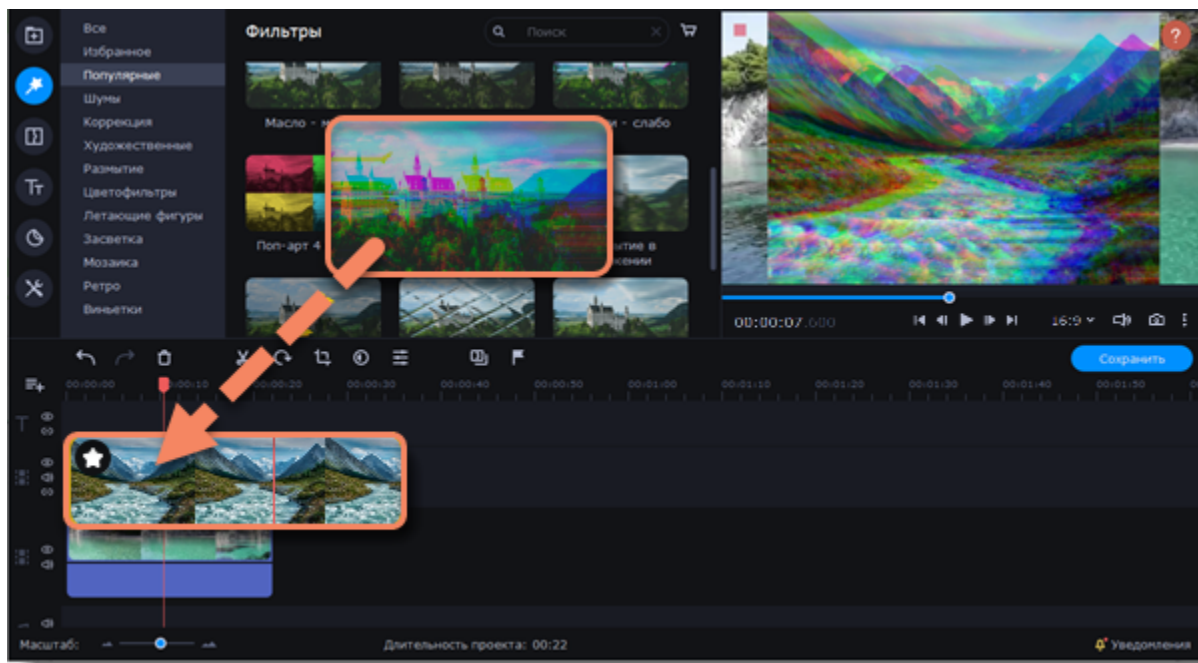 Все
Избранное
Популярные
Шумы
Коррекция
Художественные
Размытие
Цветофильтры
Летающие фигуры
Засветка
Мозаика
Ретро
Виньетки
Фильтры
Поиск
Масло -
- слабо
Поп-арт 4
?
00:00:07.600
16:9
Сохранить
00:00:00 00:00:10 00:00:20 00:00:30 00:00:40 00:00:50 00:01:00 00:01:10 00:01:20 00:01:30 00:01:40 00:01:50
Масштаб:
Длительность проекта: 00:22
Уведомления